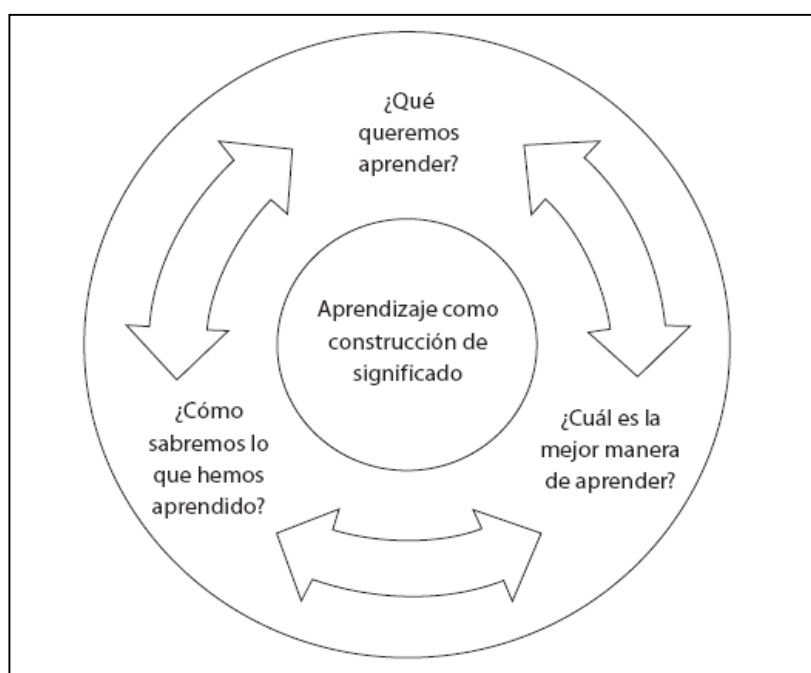 ¿Qué
queremos
aprender?
Aprendizaje como
construcción de
significado
¿Cómo
sabremos lo
que hemos
aprendido?
¿Cuál es la
mejor manera
de aprender?